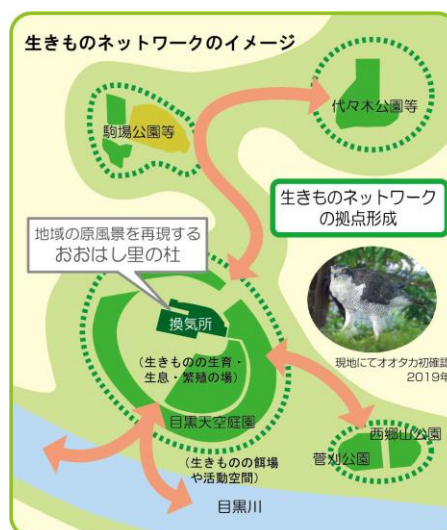 生きものネットワークのイメージ
代々木公園等
駒場公園等
生きものネットワーク
の拠点形成
地域の原風景を再現する
おおはし里の杜
換気所
現地にてオオタカ初確認
2019年
(生きものの生育・
生息・繁殖の場)
目黒天空庭園
西郷山公園
菅刈公園
(生きものの餌場
や活動空間)
目黒川